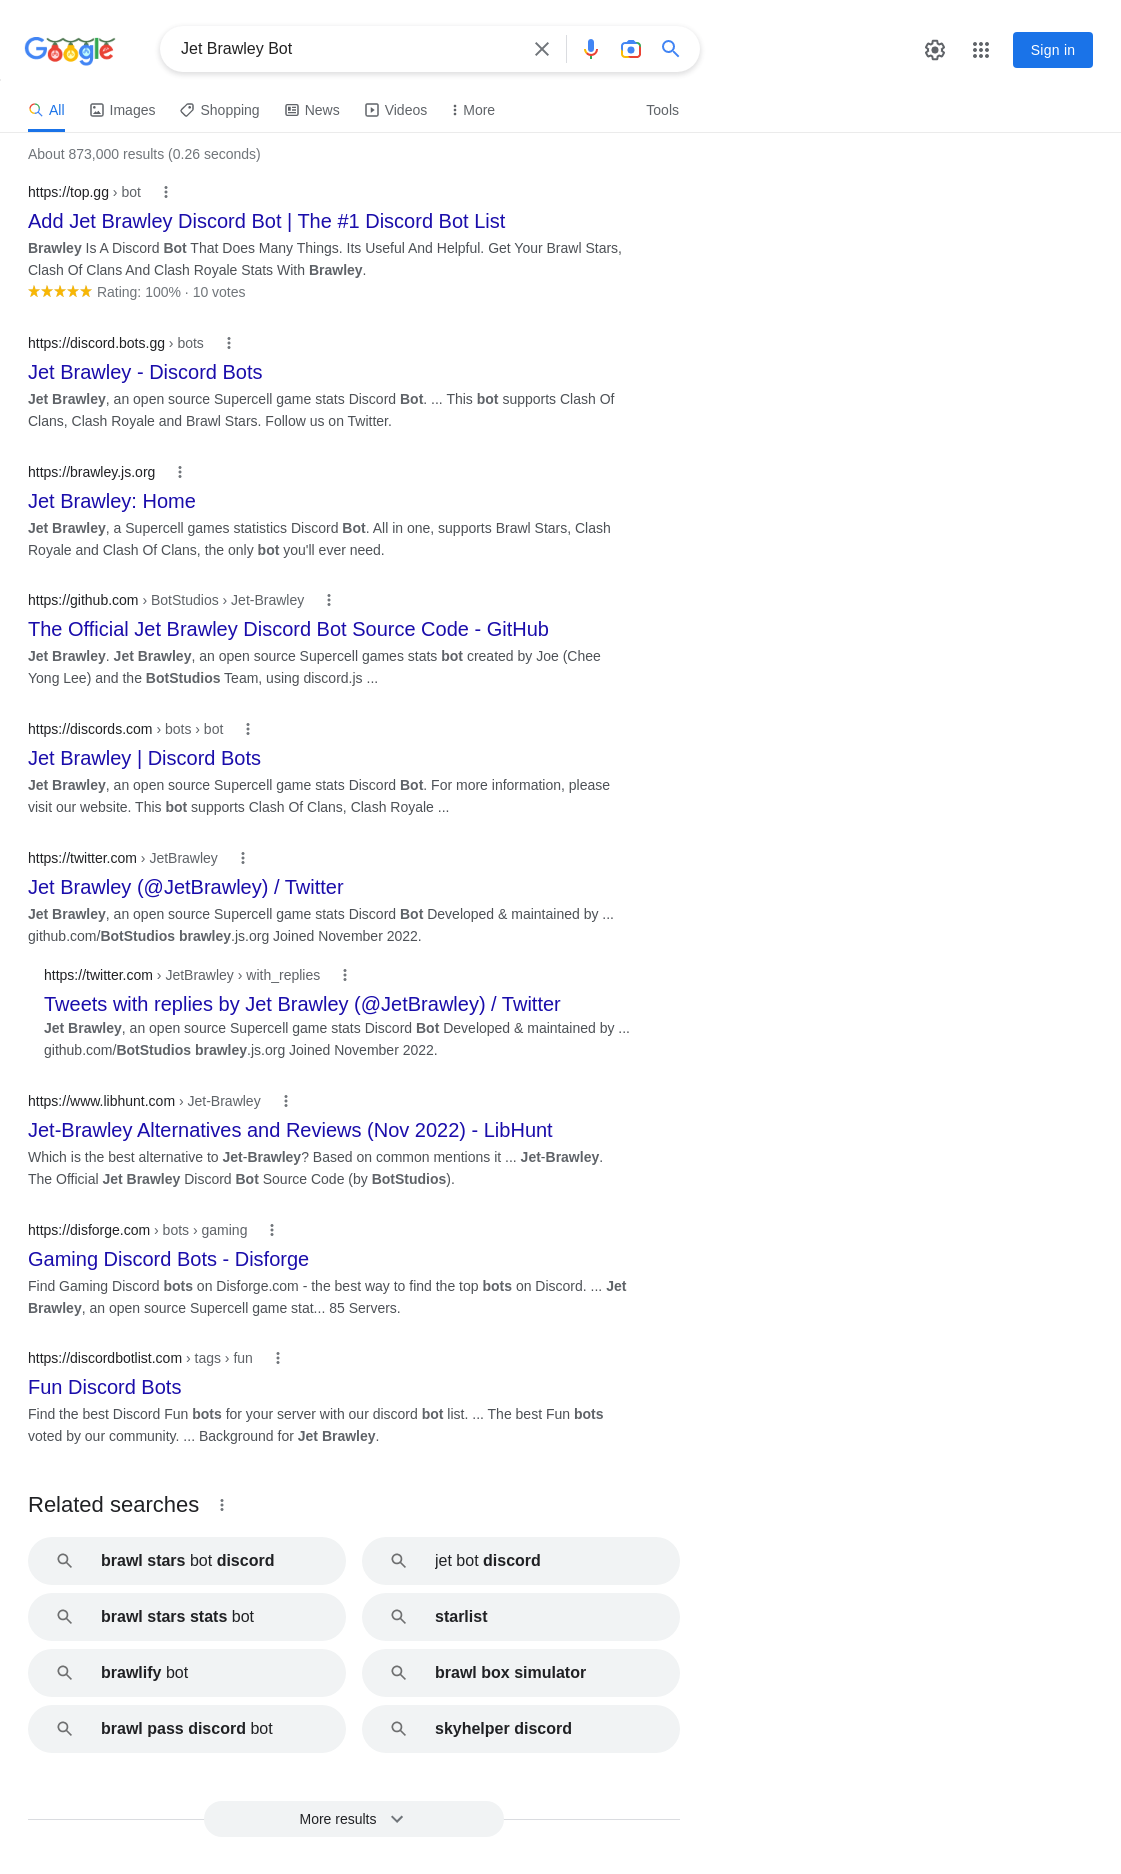 Google
Jet Brawley Bot
Sign in
All Images Shopping News Videos More Tools
About 873,000 results (0.26 seconds)
https://top.gg › bot
Add Jet Brawley Discord Bot | The #1 Discord Bot List
Brawley Is A Discord Bot That Does Many Things. Its Useful And Helpful. Get Your Brawl Stars,
Clash Of Clans And Clash Royale Stats With Brawley.
Rating: 100% · 10 votes
https://discord.bots.gg › bots
Jet Brawley - Discord Bots
Jet Brawley, an open source Supercell game stats Discord Bot. ... This bot supports Clash Of
Clans, Clash Royale and Brawl Stars. Follow us on Twitter.
https://brawley.js.org
Jet Brawley: Home
Jet Brawley, a Supercell games statistics Discord Bot. All in one, supports Brawl Stars, Clash
Royale and Clash Of Clans, the only bot you'll ever need.
https://github.com › BotStudios › Jet-Brawley
The Official Jet Brawley Discord Bot Source Code - GitHub
Jet Brawley. Jet Brawley, an open source Supercell games stats bot created by Joe (Chee
Yong Lee) and the BotStudios Team, using discord.js ...
https://discords.com › bots › bot
Jet Brawley | Discord Bots
Jet Brawley, an open source Supercell game stats Discord Bot. For more information, please
visit our website. This bot supports Clash Of Clans, Clash Royale ...
https://twitter.com › JetBrawley
Jet Brawley (@JetBrawley) / Twitter
Jet Brawley, an open source Supercell game stats Discord Bot Developed & maintained by ...
github.com/BotStudios brawley.js.org Joined November 2022.
https://twitter.com › JetBrawley › with_replies
Tweets with replies by Jet Brawley (@JetBrawley) / Twitter
Jet Brawley, an open source Supercell game stats Discord Bot Developed & maintained by ...
github.com/BotStudios brawley.js.org Joined November 2022.
https://www.libhunt.com › Jet-Brawley
Jet-Brawley Alternatives and Reviews (Nov 2022) - LibHunt
Which is the best alternative to Jet-Brawley? Based on common mentions it ... Jet-Brawley.
The Official Jet Brawley Discord Bot Source Code (by BotStudios).
https://disforge.com › bots › gaming
Gaming Discord Bots - Disforge
Find Gaming Discord bots on Disforge.com - the best way to find the top bots on Discord. ... Jet
Brawley, an open source Supercell game stat... 85 Servers.
https://discordbotlist.com › tags › fun
Fun Discord Bots
Find the best Discord Fun bots for your server with our discord bot list. ... The best Fun bots
voted by our community. ... Background for Jet Brawley.
Related searches
brawl stars bot discord
jet bot discord
brawl stars stats bot
starlist
brawlify bot
brawl box simulator
brawl pass discord bot
skyhelper discord
More results